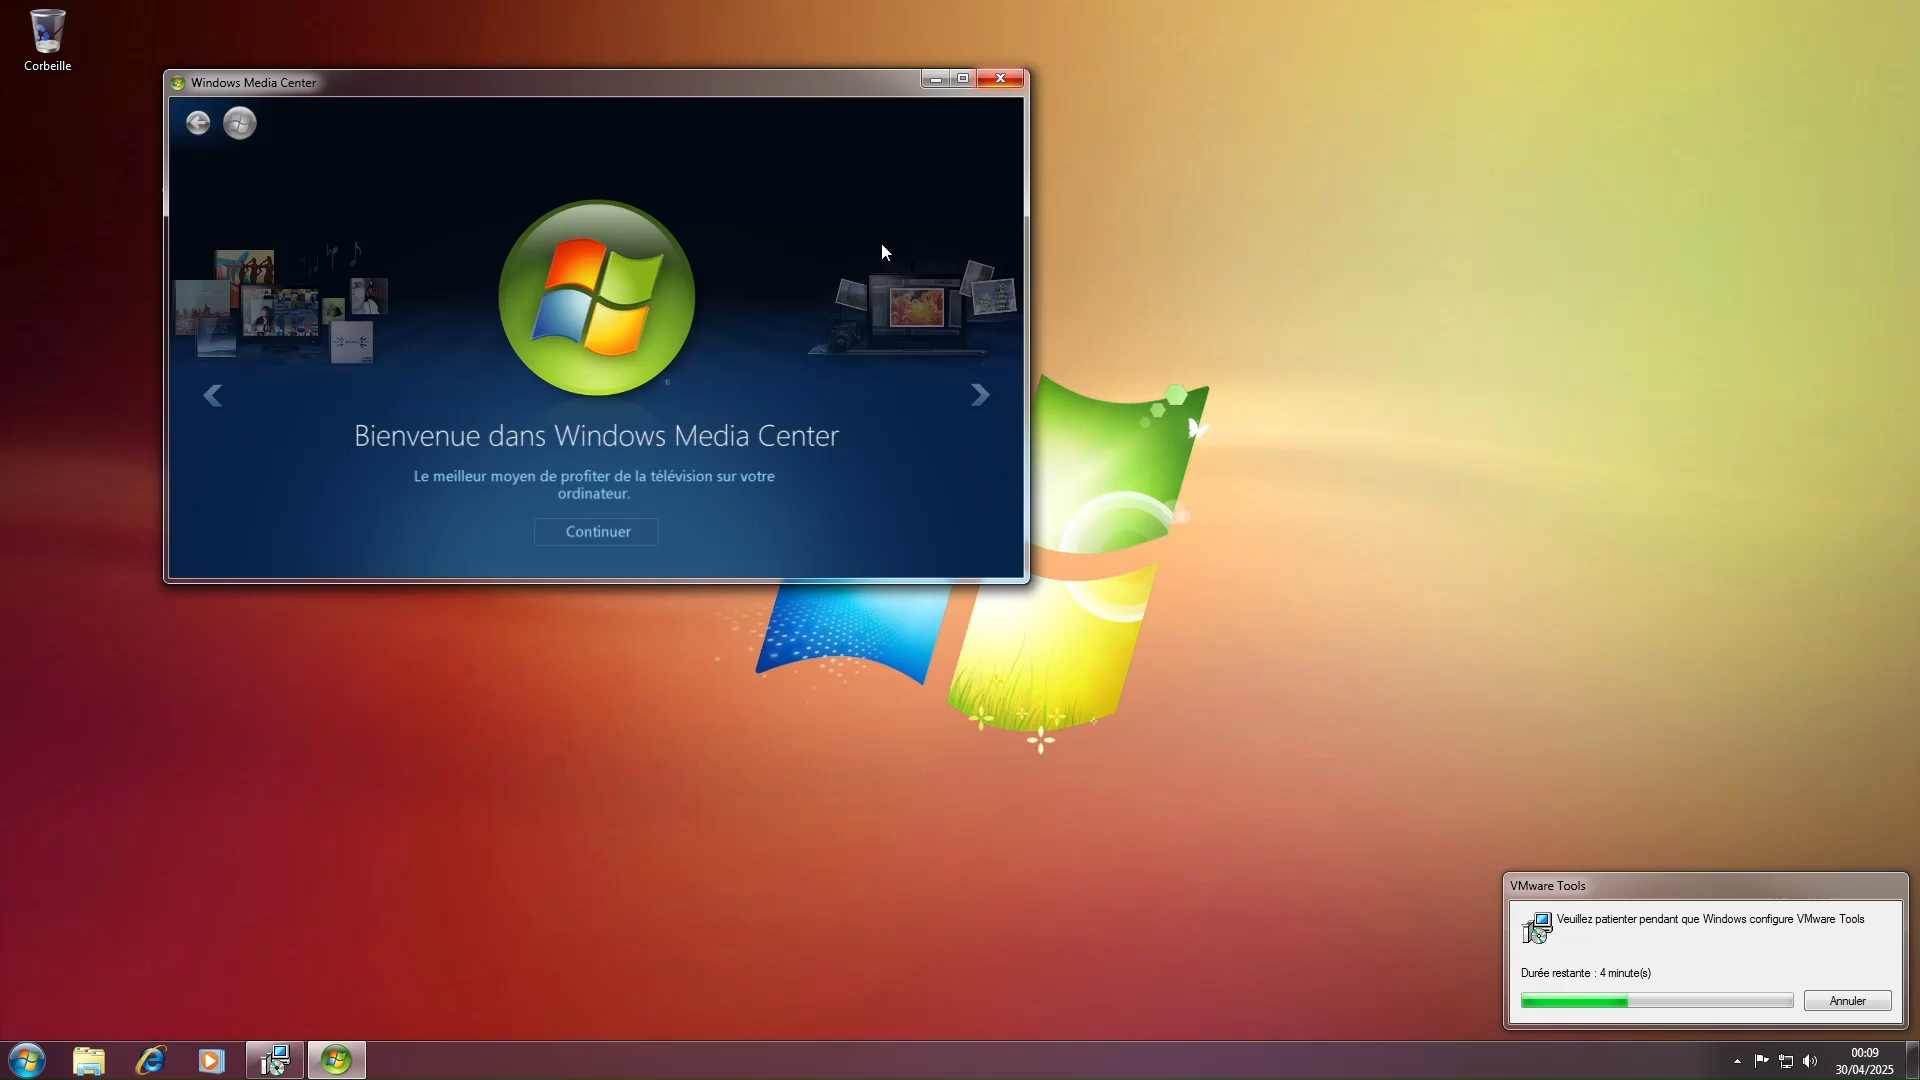 Corbeille
Windows Media Center
Bienvenue dans Windows Media Center
Le meilleur moyen de profiter de la télévision sur votre
ordinateur.
Continuer
VMware Tools
Veuillez patienter pendant que Windows configure VMware Tools
Durée restante : 4 minute(s)
Annuler
00:09
30/04/2025